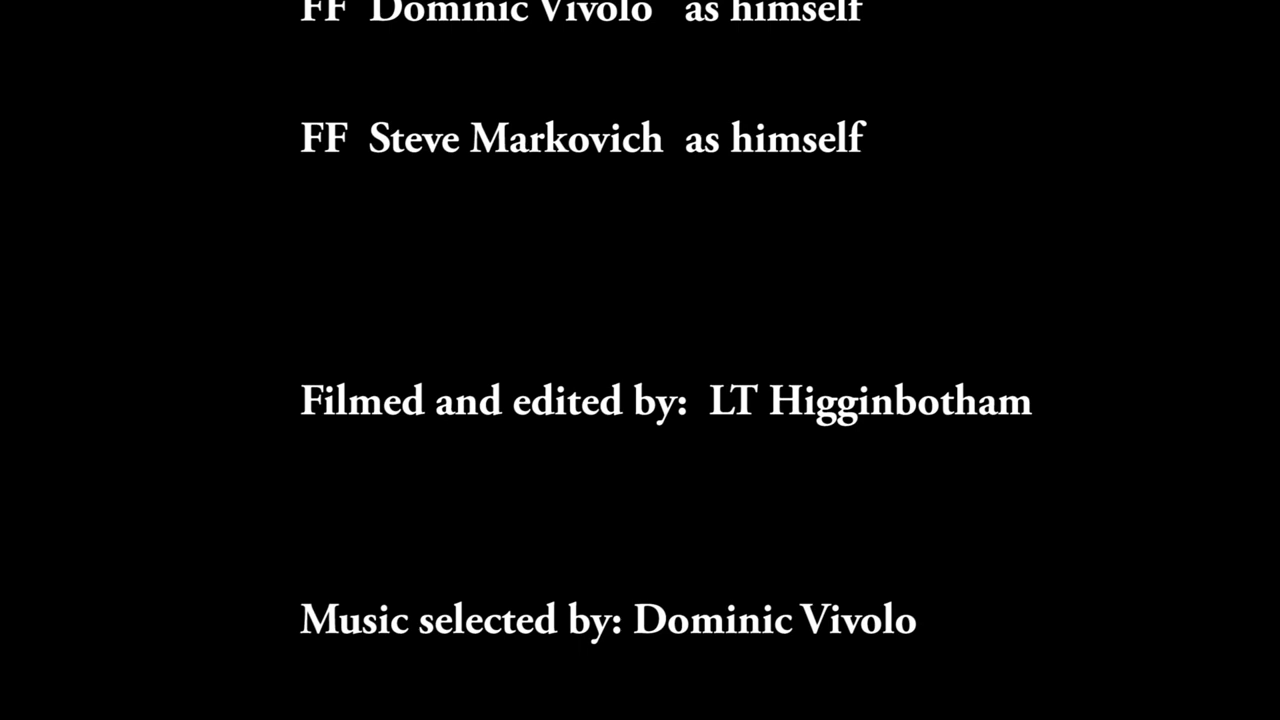 FF Dominic Vivolo as himself
FF Steve Markovich as himself
Filmed and edited by: LT Higginbotham
Music selected by: Dominic Vivolo